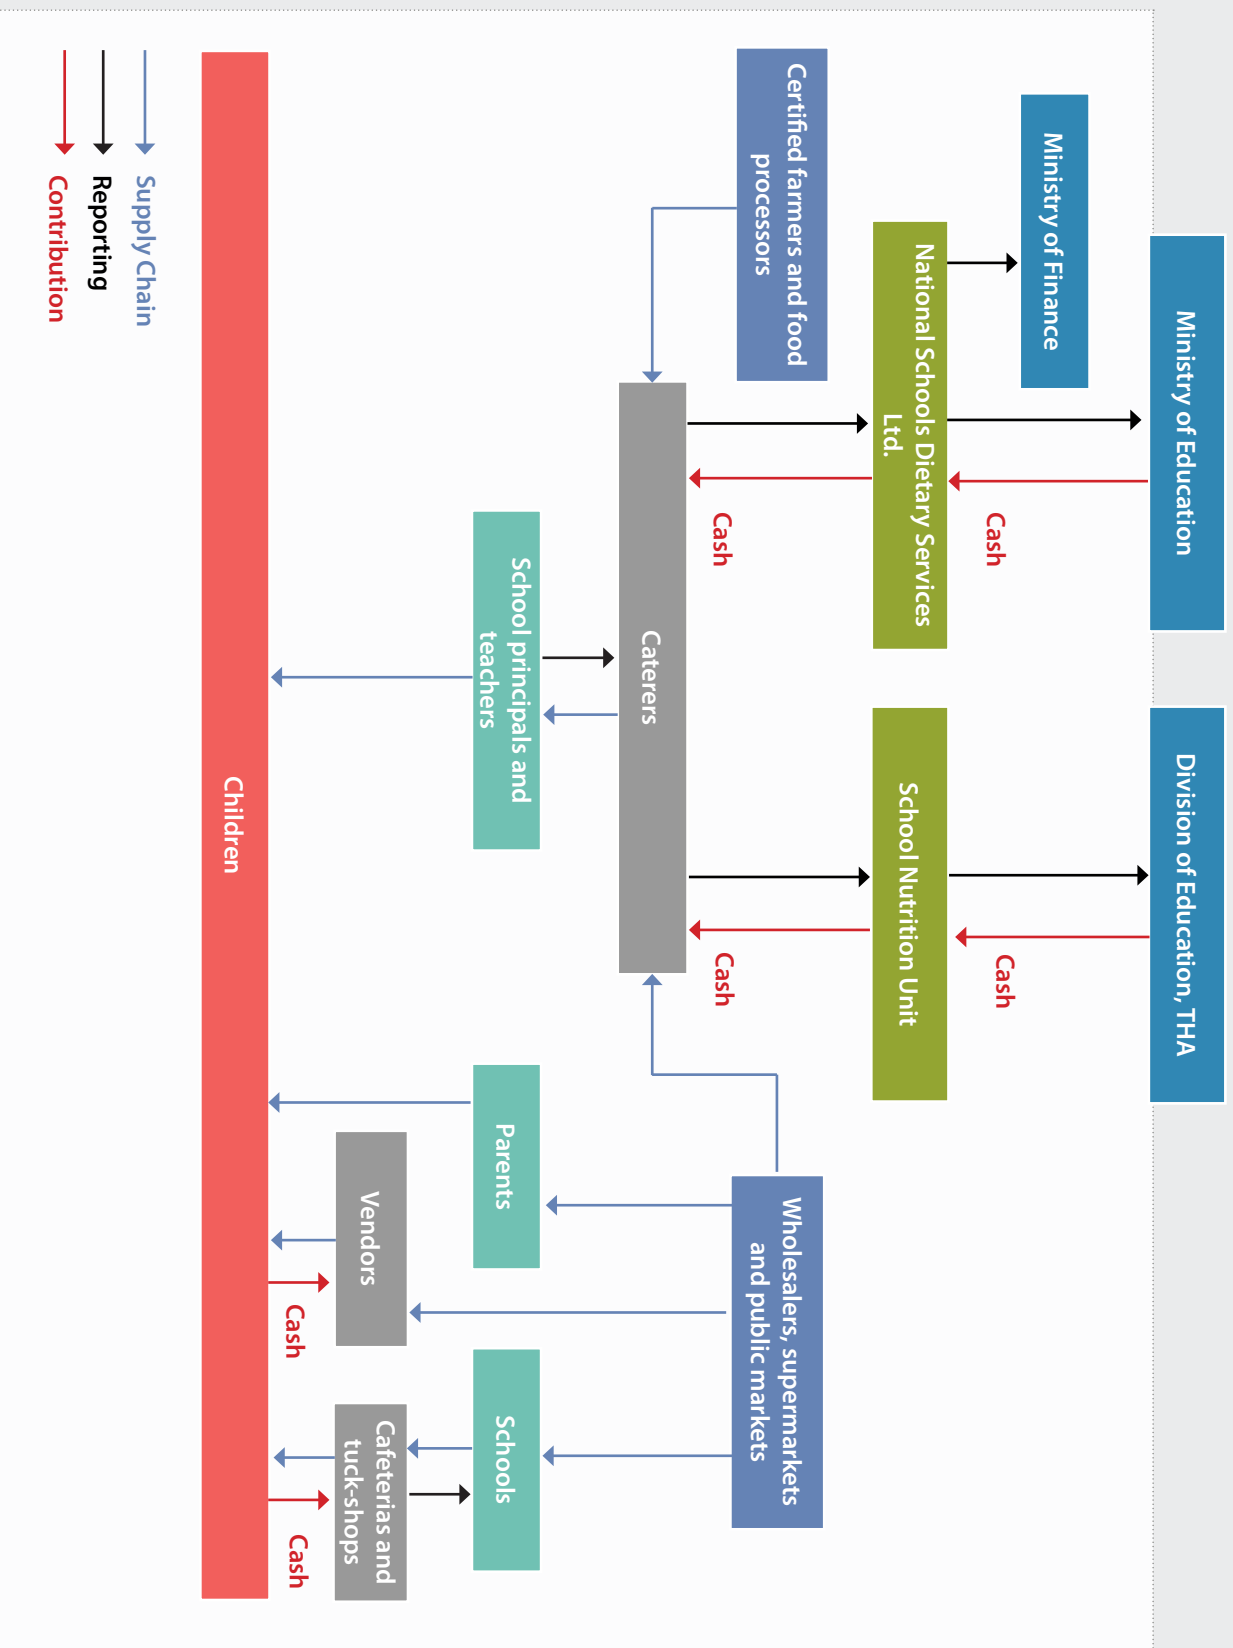 Ministry of Education
Division of Education, THA
Ministry of Finance
Cash
Cash
National Schools Dietary Services
Ltd.
School Nutrition Unit
Cash
Cash
Certified farmers and food
processors
Wholesalers, supermarkets
and public markets
Caterers
School principals and
teachers
Parents
Schools
Vendors
Cafeterias and
tuck-shops
Cash
Cash
Children
Supply Chain
Reporting
Contribution